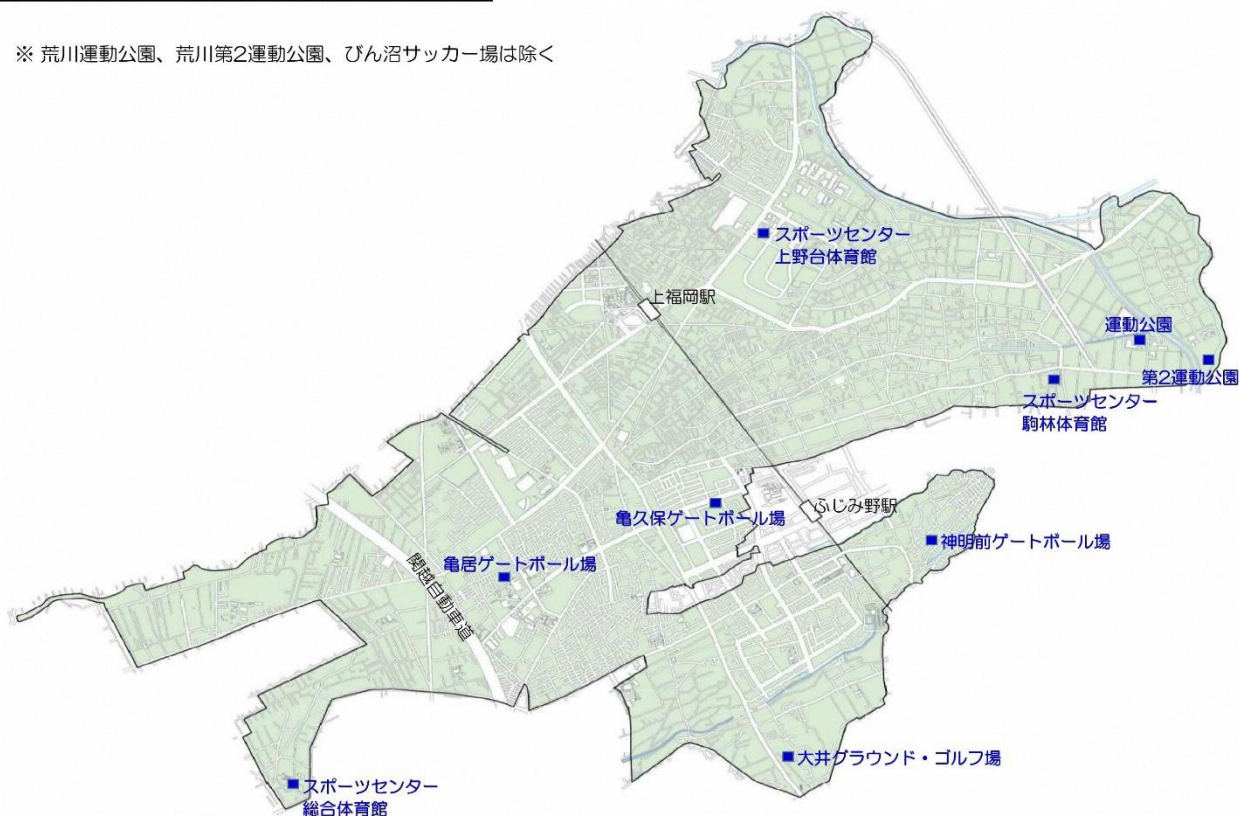 ※ 荒川運動公園、荒川第2運動公園、びん沼サッカー場は除く
スポーツセンター
上野台体育館
上福岡駅
運動公園
第2運動公園
スポーツセンター
駒林体育館
亀久保ゲートボール場
ふじみ野駅
神明前ゲートボール場
亀居ゲートボール場
関越自動車道
大井グラウンド・ゴルフ場
スポーツセンター
総合体育館